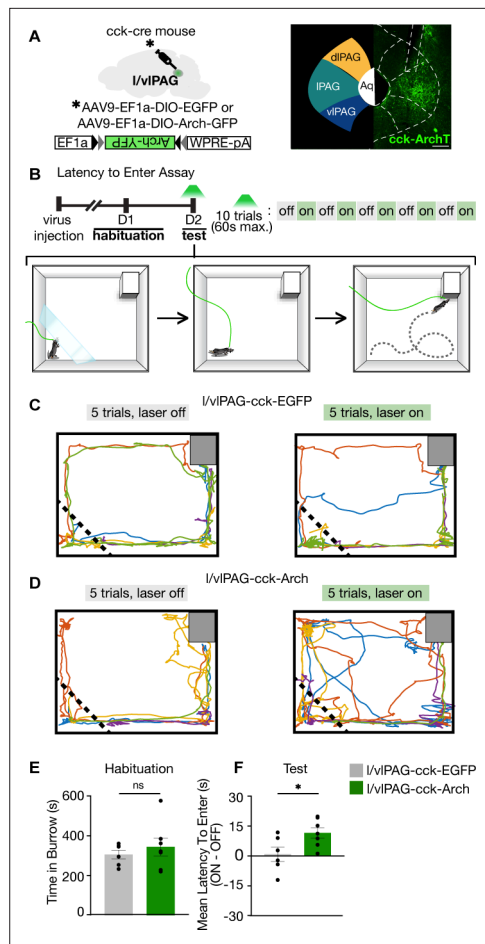 A
cck-cre mouse
*
l/vlPAG
*AAV9-EF1a-DIO-EGFP or
AAV9-EF1a-DIO-Arch-GFP
EF1a Arch-YFP WPRE-pA
dlPAG
lPAG
vlPAG
Aq
cck-ArchT
B Latency to Enter Assay
virus
injection
D1
habituation
D2
test
10 trials
(60s max.)
: off on off on off on off on off on
C l/vlPAG-cck-EGFP
5 trials, laser off 5 trials, laser on
D l/vlPAG-cck-Arch
5 trials, laser off 5 trials, laser on
E Habituation
ns
Time in Burrow (s)
600
400
200
0
F Test
*
Mean Latency To Enter (s)
(ON - OFF)
30
15
0
-15
-30
l/vlPAG-cck-EGFP
l/vlPAG-cck-Arch